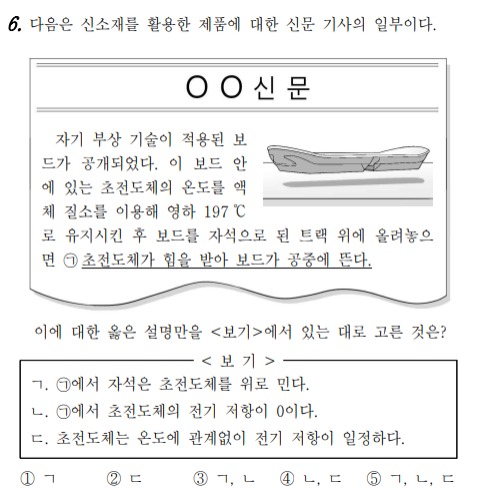 6. 다음은 신소재를 활용한 제품에 대한 신문 기사의 일부이다.
○○신문
자기 부상 기술이 적용된 보
드가 공개되었다. 이 보드 안
에 있는 초전도체의 온도를 액
체 질소를 이용해 영하 197 ℃
로 유지시킨 후 보드를 자석으로 된 트랙 위에 올려놓으
면 ㉠초전도체가 힘을 받아 보드가 공중에 뜬다.
이에 대한 옳은 설명만을 <보기>에서 있는 대로 고른 것은?
< 보 기 >
ㄱ. ㉠에서 자석은 초전도체를 위로 민다.
ㄴ. ㉠에서 초전도체의 전기 저항이 0이다.
ㄷ. 초전도체는 온도에 관계없이 전기 저항이 일정하다.
① ㄱ ② ㄷ ③ ㄱ, ㄴ ④ ㄴ, ㄷ ⑤ ㄱ, ㄴ, ㄷ